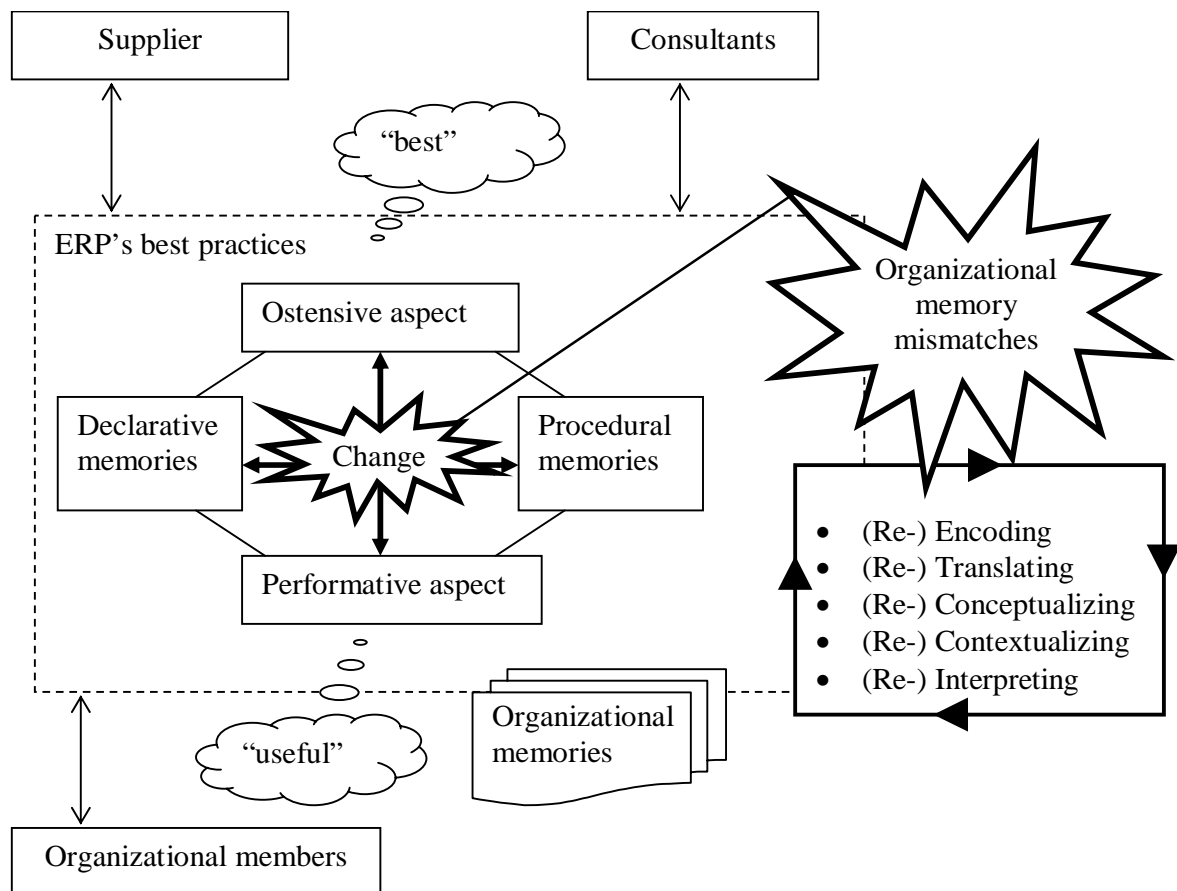 Supplier
Consultants
“best”
ERP’s best practices
Organizational
memory
mismatches
Ostensive aspect
Declarative
memories
Change
Procedural
memories
Performative aspect
• (Re-) Encoding
• (Re-) Translating
• (Re-) Conceptualizing
• (Re-) Contextualizing
• (Re-) Interpreting
“useful”
Organizational
memories
Organizational members